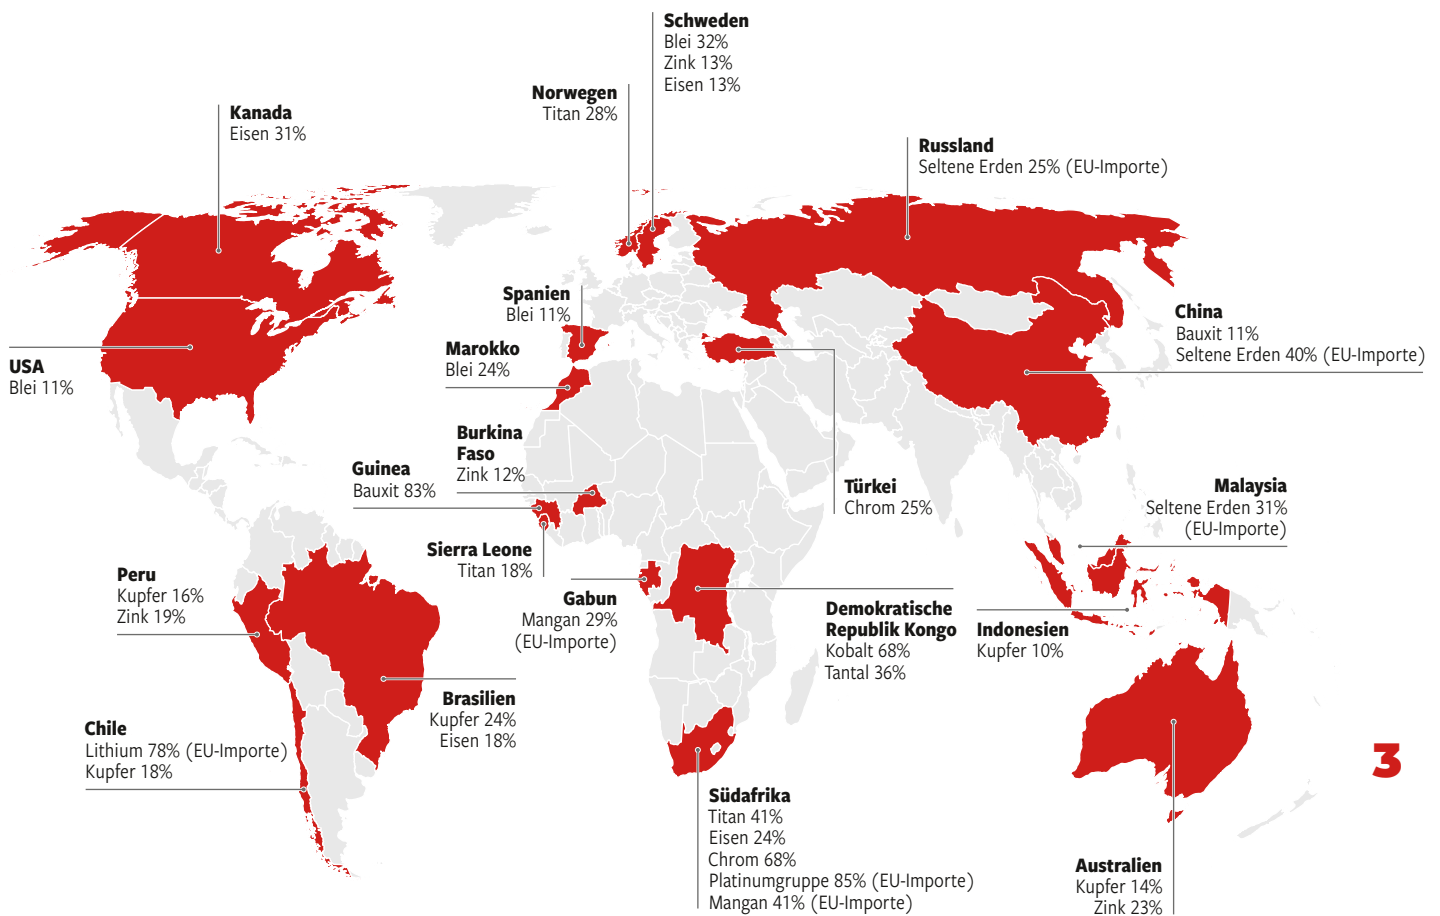 Schweden
Blei 32%
Zink 13%
Eisen 13%
Norwegen
Titan 28%
Kanada
Eisen 31%
Russland
Seltene Erden 25% (EU-Importe)
Spanien
Blei 11%
China
Bauxit 11%
Seltene Erden 40% (EU-Importe)
Marokko
Blei 24%
USA
Blei 11%
Burkina
Faso
Zink 12%
Guinea
Bauxit 83%
Türkei
Chrom 25%
Malaysia
Seltene Erden 31%
(EU-Importe)
Sierra Leone
Titan 18%
Peru
Kupfer 16%
Zink 19%
Gabun
Mangan 29%
(EU-Importe)
Demokratische
Republik Kongo
Kobalt 68%
Tantal 36%
Indonesien
Kupfer 10%
Brasilien
Kupfer 24%
Eisen 18%
Chile
Lithium 78% (EU-Importe)
Kupfer 18%
3
Südafrika
Titan 41%
Eisen 24%
Chrom 68%
Platinumgruppe 85% (EU-Importe)
Mangan 41% (EU-Importe)
Australien
Kupfer 14%
Zink 23%